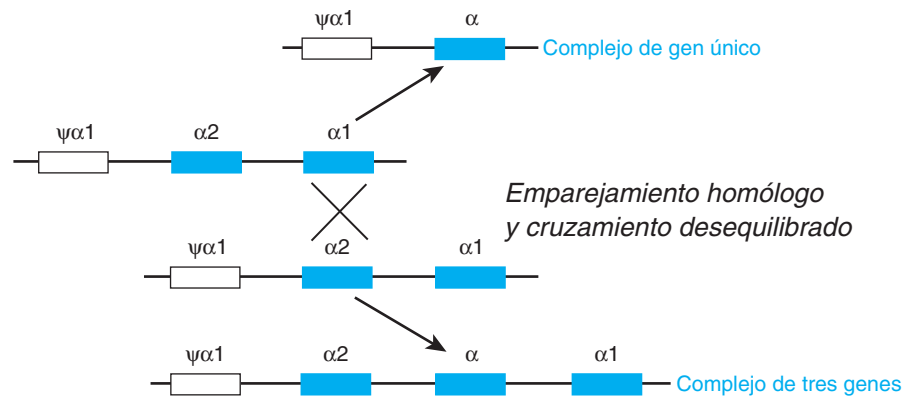 ψα1 α
Complejo de gen único
ψα1 α2 α1
Emparejamiento homólogo
y cruzamiento desequilibrado
α2
ψα1 α1
ψα1 α2 α α1
Complejo de tres genes